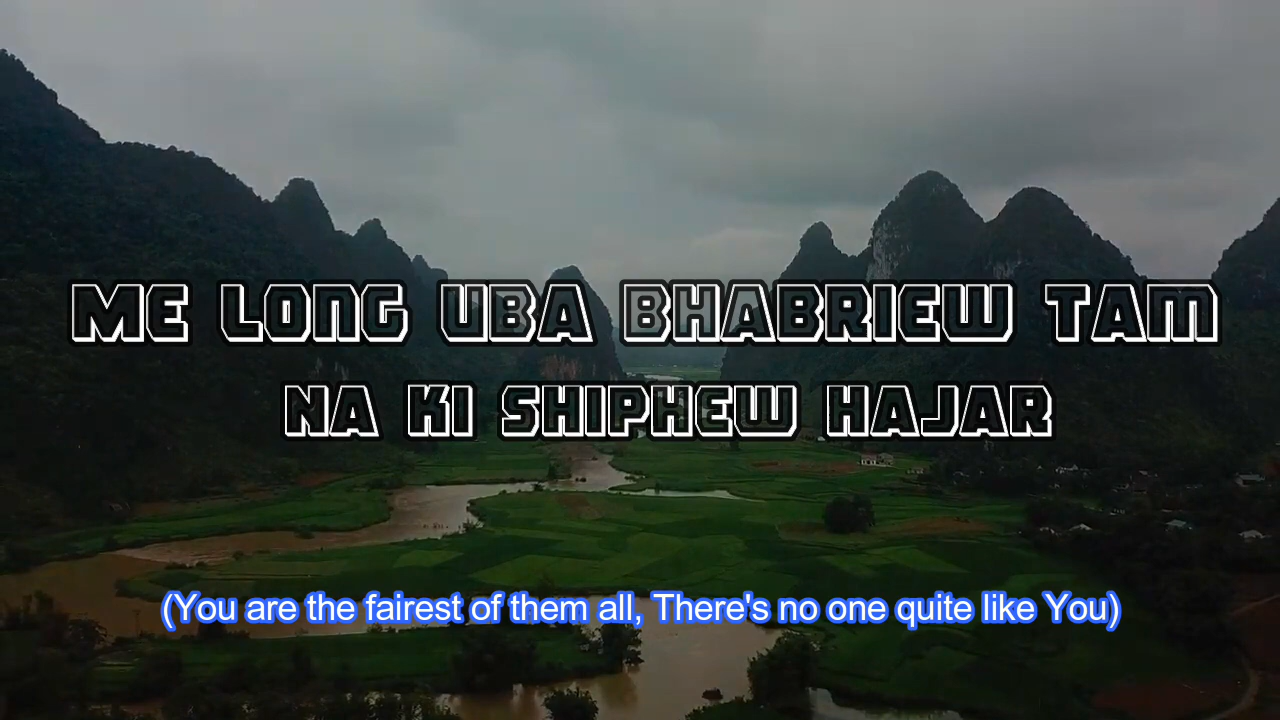 ME LONG UBA BHABRIEW TAM
NA KI SHIPHEW HAJAR
(You are the fairest of them all, There's no one quite like You)